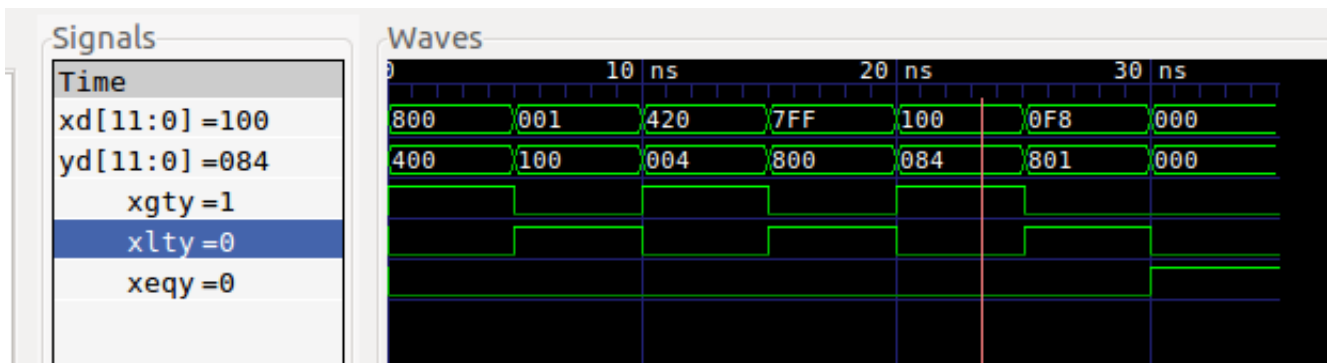 Signals
Waves
Time
0 10 ns 20 ns 30 ns
xd[11:0] =100
800 001 420 7FF 100 0F8 000
yd[11:0] =084
400 100 004 800 084 801 000
xgty =1
xlty =0
xeqy =0